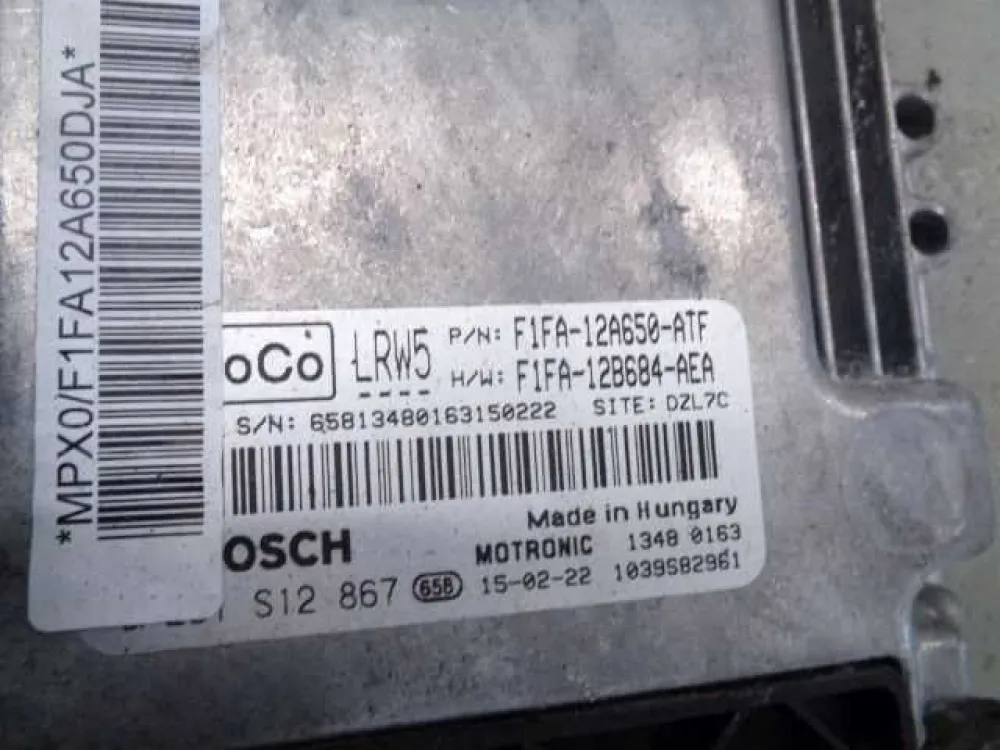 *MPX0/F1FA12A650DJA*
oCo
LRW5
P/N: F1FA-12A650-ATF
H/W: F1FA-12B684-AEA
S/N: 65813480163150222 SITE: DZL7C
Made in Hungary
OSCH
MOTRONIC 1348 0163
S12 867 65B 15-02-22 1039S82961